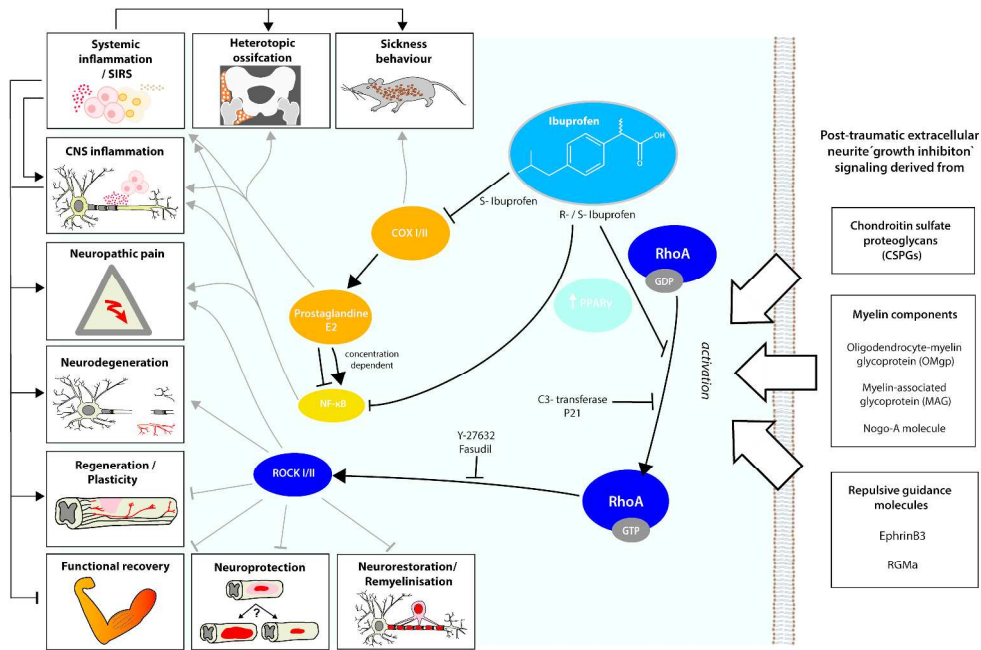 Systemic
inflammation
/ SIRS
Heterotopic
ossifcation
Sickness
behaviour
CNS inflammation
Neuropathic pain
Neurodegeneration
Regeneration /
Plasticity
Functional recovery
Neuroprotection
?
Neurorestoration/
Remyelinisation
Ibuprofen
OH
O
S- Ibuprofen
R- / S- Ibuprofen
COX I/II
RhoA
GDP
PPARγ
Prostaglandine
E2
concentration
dependent
NF-κB
activation
C3- transferase
P21
Y-27632
Fasudil
ROCK I/II
RhoA
GTP
Post-traumatic extracellular
neurite´growth inhibiton`
signaling derived from
Chondroitin sulfate
proteoglycans
(CSPGs)
Myelin components
Oligodendrocyte-myelin
glycoprotein (OMgp)
Myelin-associated
glycoprotein (MAG)
Nogo-A molecule
Repulsive guidance
molecules
EphrinB3
RGMa